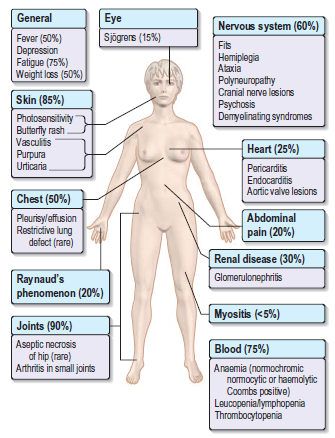 General
Fever (50%)
Depression
Fatigue (75%)
Weight loss (50%)
Eye
Sjögrens (15%)
Nervous system (60%)
Fits
Hemiplegia
Ataxia
Polyneuropathy
Cranial nerve lesions
Psychosis
Demyelinating syndromes
Skin (85%)
Photosensitivity
Butterfly rash
Vasculitis
Purpura
Urticaria
Heart (25%)
Pericarditis
Endocarditis
Aortic valve lesions
Chest (50%)
Pleurisy/effusion
Restrictive lung
defect (rare)
Abdominal
pain (20%)
Renal disease (30%)
Glomerulonephritis
Raynaud's
phenomenon (20%)
Myositis (<5%)
Joints (90%)
Aseptic necrosis
of hip (rare)
Arthritis in small joints
Blood (75%)
Anaemia (normochromic
normocytic or haemolytic
Coombs positive)
Leucopenia/lymphopenia
Thrombocytopenia